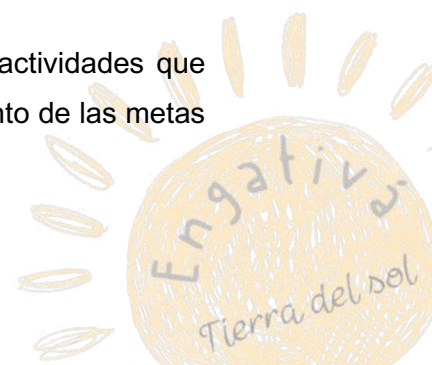 actividades que
nto de las metas
Engativá
Tierra del sol